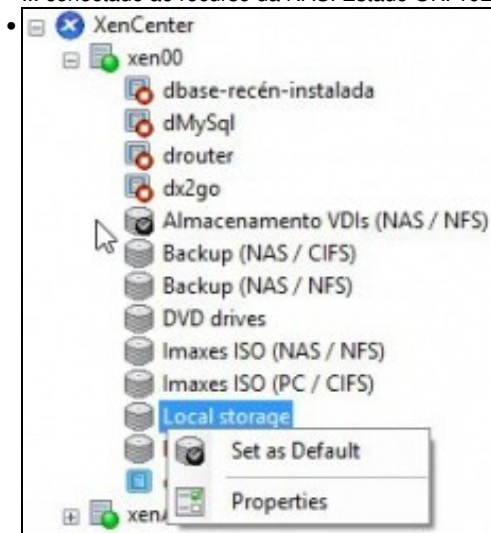 XenCenter
xen00
dbase-recén-instalada
dMySql
drouter
dx2go
Almacenamento VDIs (NAS / NFS)
Backup (NAS / CIFS)
Backup (NAS / NFS)
DVD drives
Imaxes ISO (NAS / NFS)
Imaxes ISO (PC / CIFS)
Local storage
Set as Default
Properties